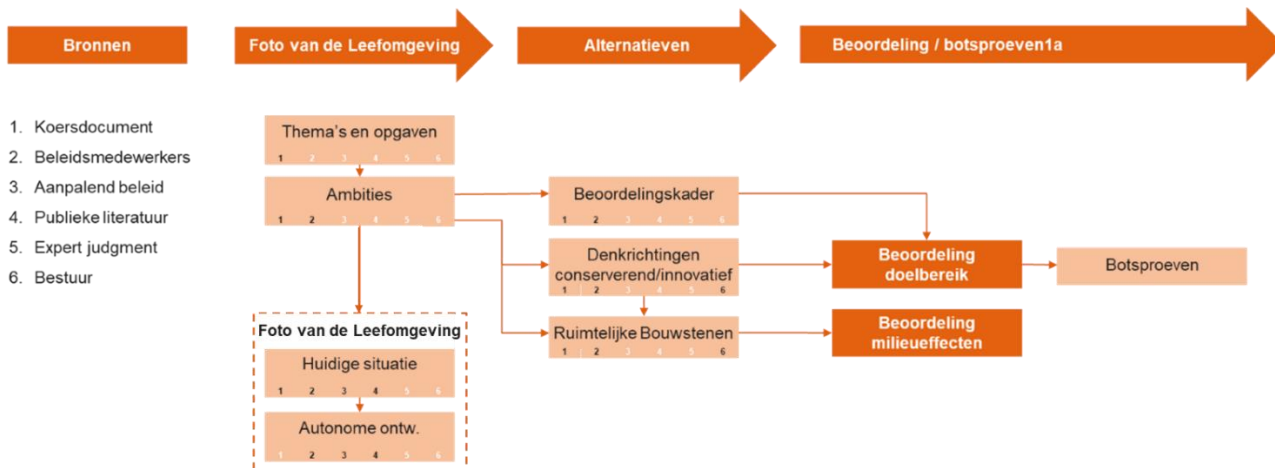 Bronnen
Foto van de Leefomgeving
Alternatieven
Beoordeling / botsproeven1a
1. Koersdocument
2. Beleidsmedewerkers
3. Aanpalend beleid
4. Publieke literatuur
5. Expert judgment
6. Bestuur
Thema's en opgaven
1 2 3 4 5 6
Ambities
1 2 3 4 5 6
Foto van de Leefomgeving
Huidige situatie
1 2 3 4 5 6
Autonome ontw.
1 2 3 4 5 6
Beoordelingskader
1 2 3 4 5 6
Denkrichtingen
conserverend/innovatief
1 2 3 4 5 6
Ruimtelijke Bouwstenen
1 2 3 4 5 6
Beoordeling
doelbereik
Beoordeling
milieueffecten
Botsproeven